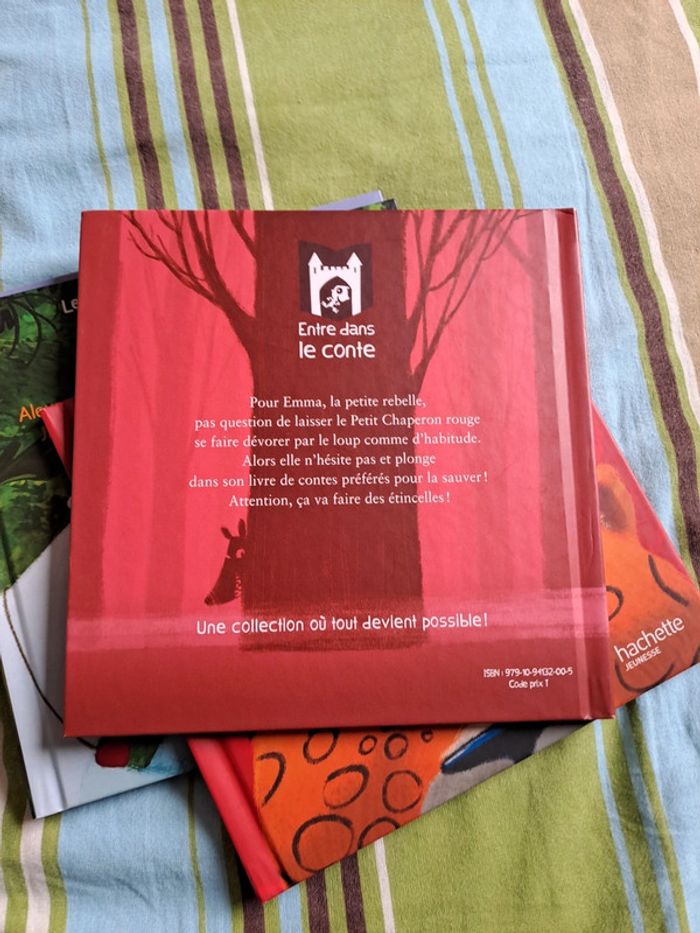 Entre dans
le conte
Pour Emma, la petite rebelle,
pas question de laisser le Petit Chaperon rouge
se faire dévorer par le loup comme d'habitude.
Alors elle n'hésite pas et plonge
dans son livre de contes préférés pour la sauver !
Attention, ça va faire des étincelles !
Une collection où tout devient possible !
ISBN : 979-10-94132-00-5
Code prix T
hachette
JEUNESSE
Le